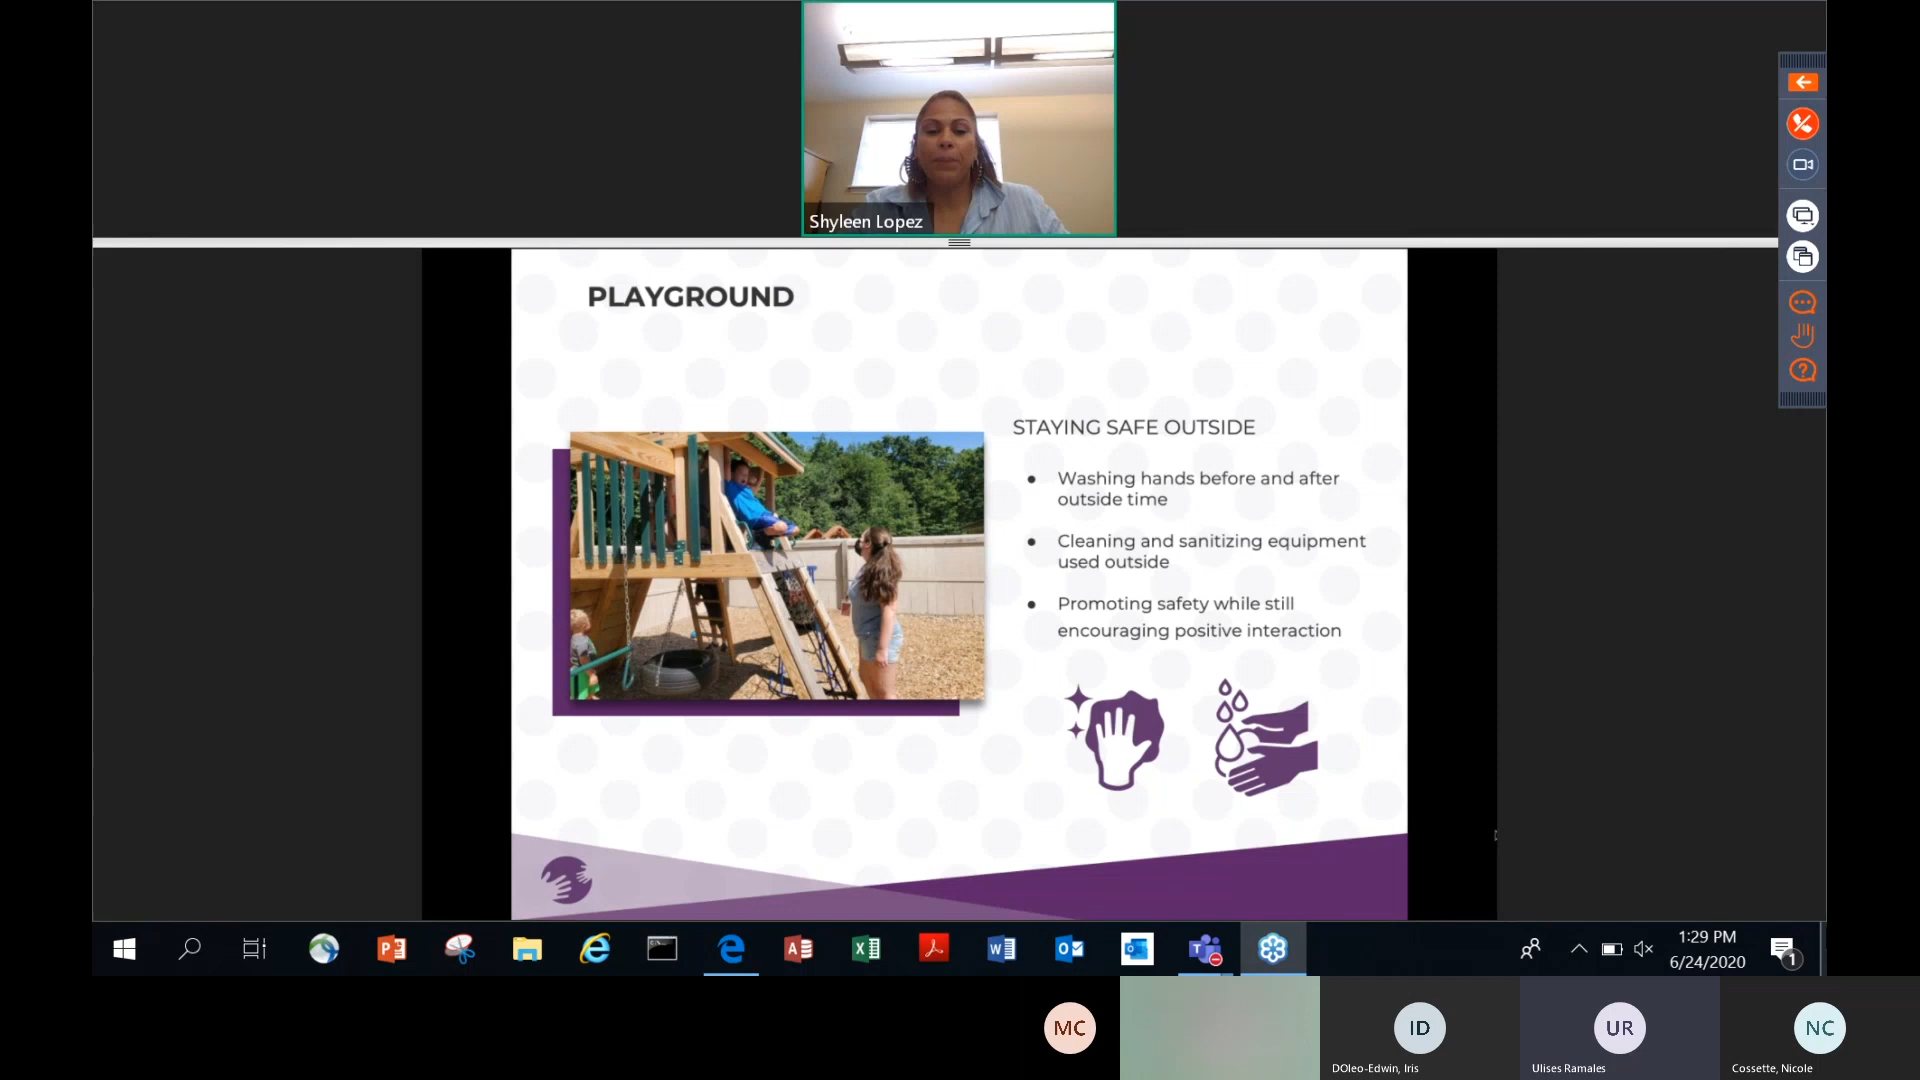 Shyleen Lopez
PLAYGROUND
STAYING SAFE OUTSIDE
● Washing hands before and after
outside time
● Cleaning and sanitizing equipment
used outside
● Promoting safety while still
encouraging positive interaction
1:29 PM
6/24/2020
1
MC
ID
DOleo-Edwin, Iris
UR
Ulises Ramales
NC
Cossette, Nicole